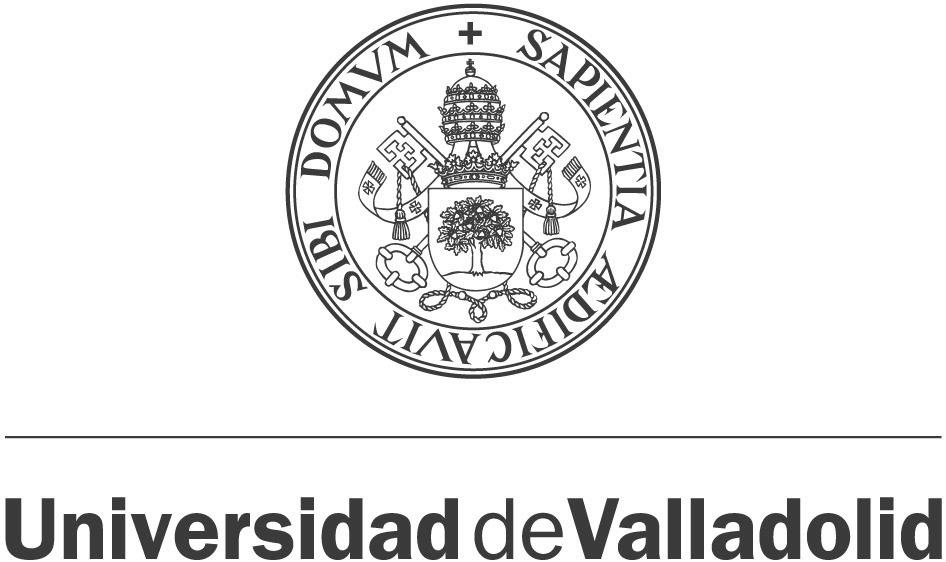 + SAPIENTIA ÆDIFICAVIT SIBI DOMVM
Universidad de Valladolid